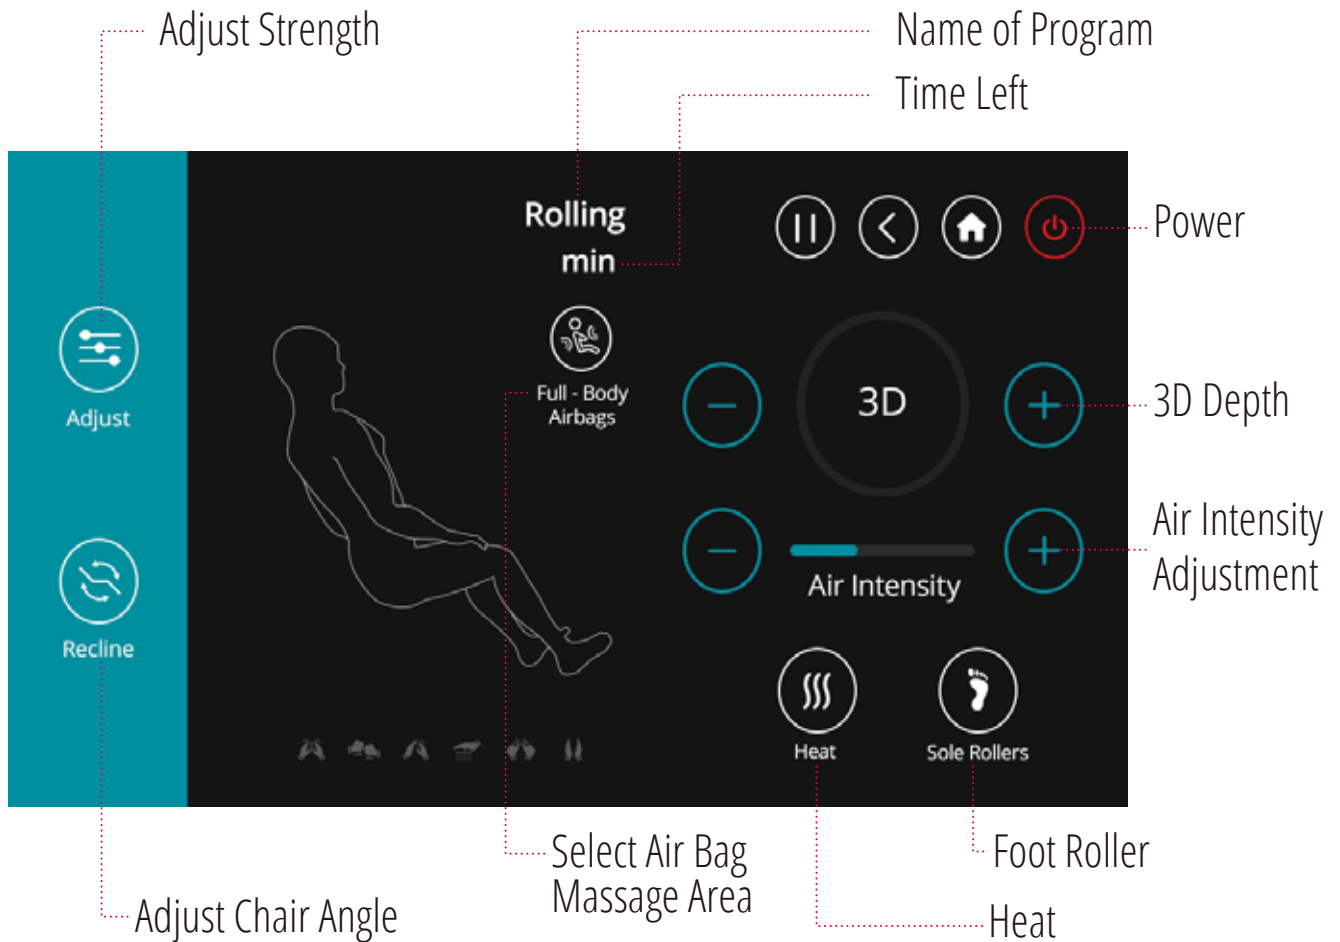 Adjust Strength
Name of Program
Time Left
Rolling
min
Power
Full - Body
Airbags
3D
3D Depth
Adjust
Air Intensity
Air Intensity
Adjustment
Recline
Heat
Sole Rollers
Select Air Bag
Massage Area
Foot Roller
Adjust Chair Angle
Heat